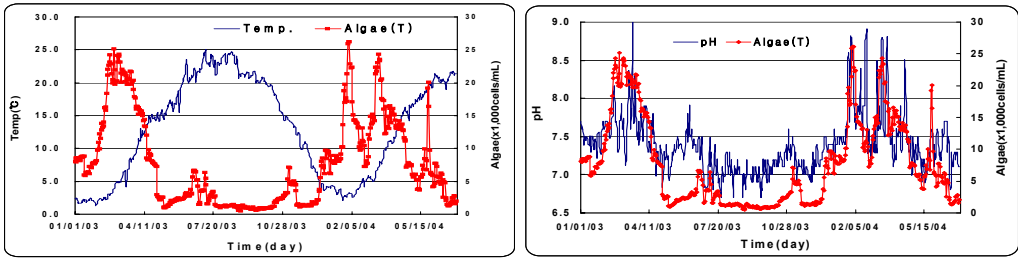 Temp. Algae(T)
30.0
25.0
20.0
15.0
10.0
5.0
0.0
Temp(℃)
30
25
20
15
10
5
0
Algae(x1,000cells/mL)
01/01/03 04/11/03 07/20/03 10/28/03 02/05/04 05/15/04
Time(day)
pH Algae(T)
9.0
8.5
8.0
7.5
7.0
6.5
pH
30
25
20
15
10
5
0
Algae(x1,000cells/mL)
01/01/03 04/11/03 07/20/03 10/28/03 02/05/04 05/15/04
Time(day)